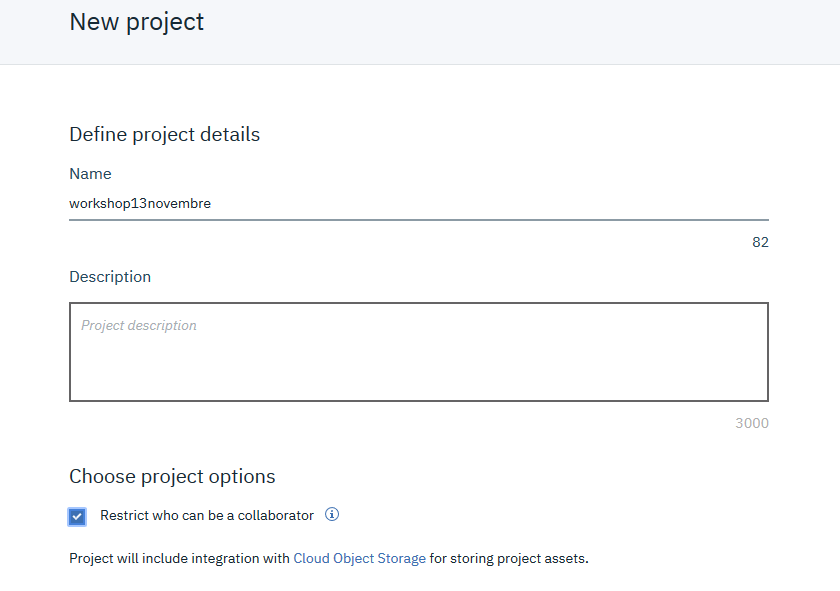 New project
Define project details
Name
workshop13novembre
82
Description
Project description
3000
Choose project options
Restrict who can be a collaborator
Project will include integration with Cloud Object Storage for storing project assets.